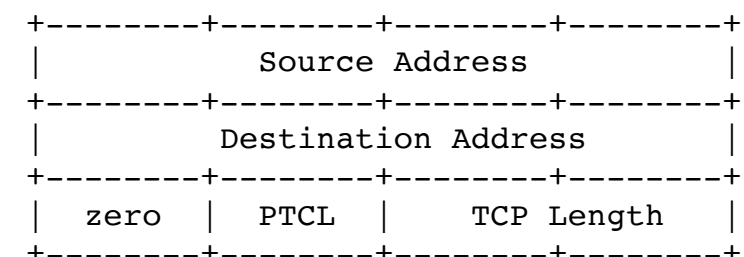 +--------+--------+--------+--------+
|           Source Address          |
+--------+--------+--------+--------+
|         Destination Address       |
+--------+--------+--------+--------+
|  zero  |  PTCL  |    TCP Length   |
+--------+--------+--------+--------+